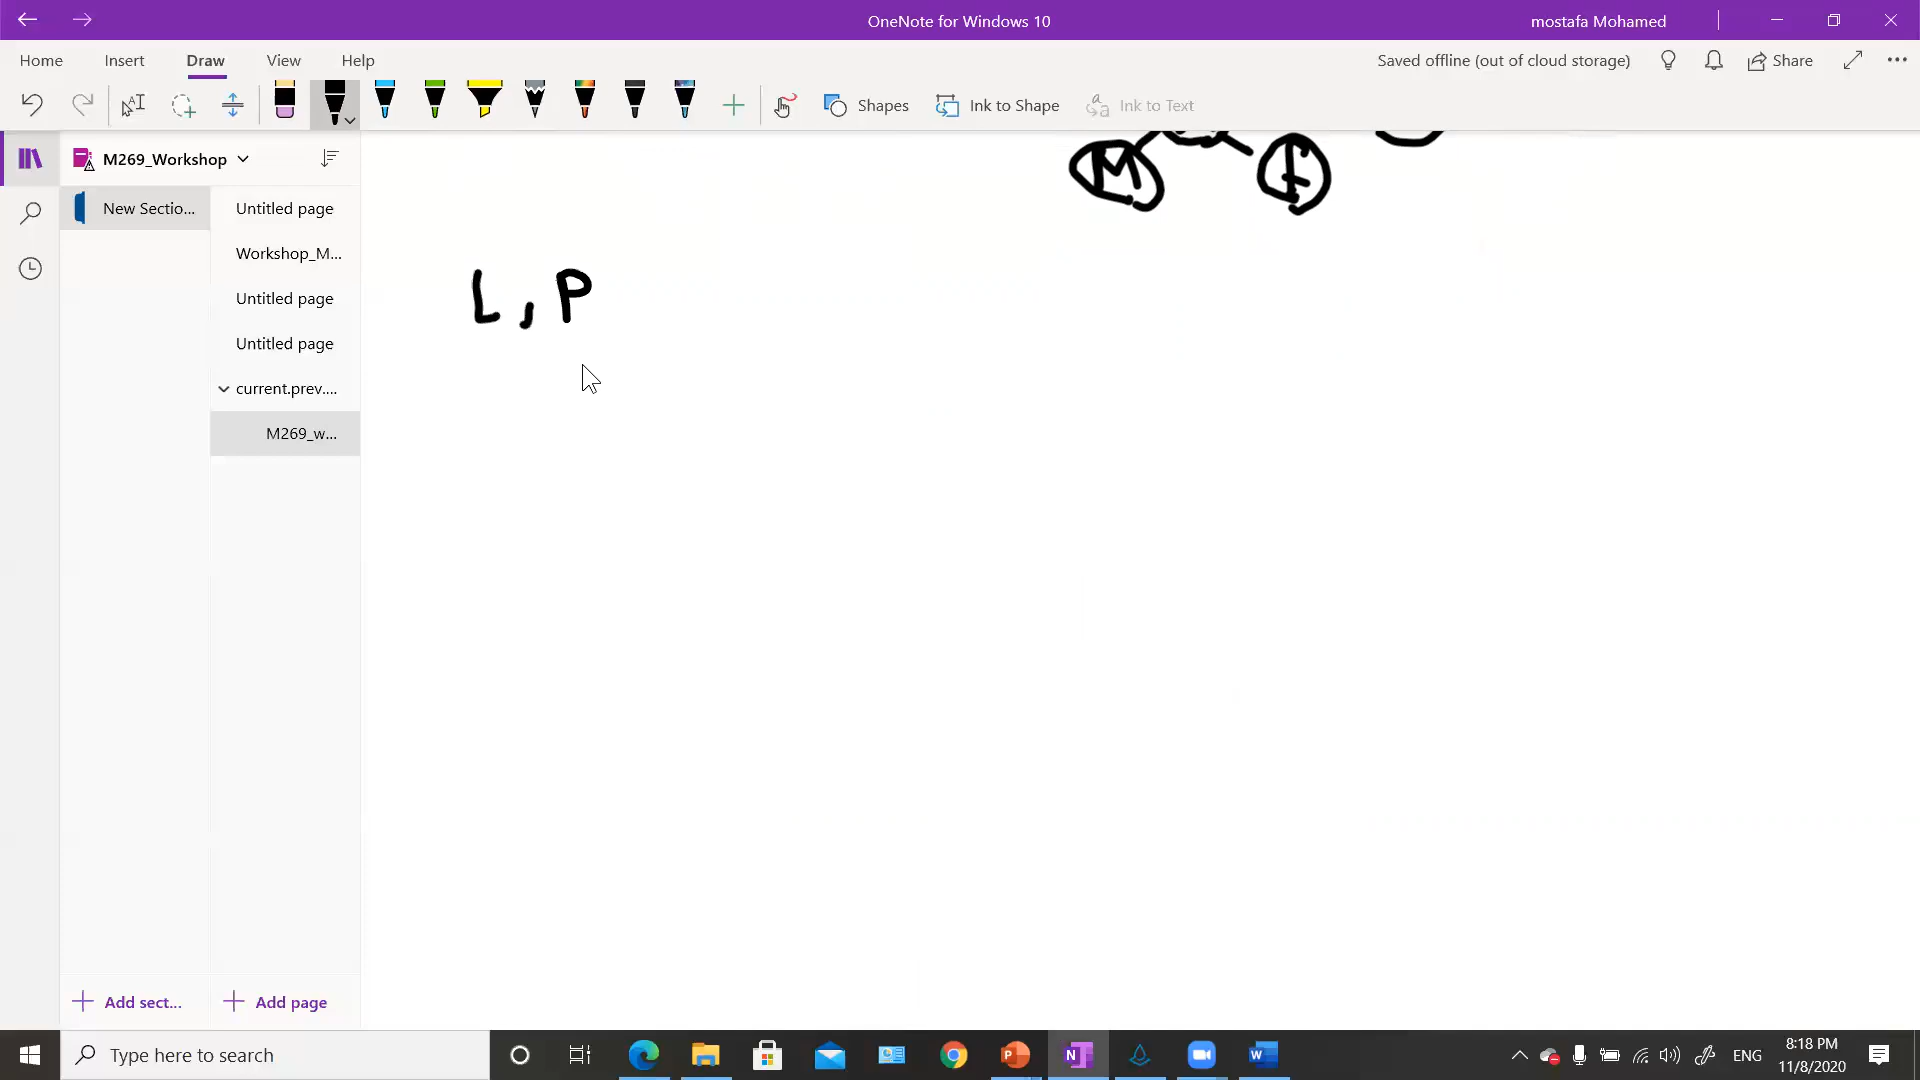 OneNote for Windows 10
mostafa Mohamed
Home
Insert
Draw
View
Help
Saved offline (out of cloud storage)
Share
Shapes
Ink to Shape
Ink to Text
M269_Workshop
New Sectio...
Untitled page
Workshop_M...
Untitled page
Untitled page
current.prev....
M269_w...
M
L , P
Add sect...
Add page
Type here to search
ENG
8:18 PM
11/8/2020